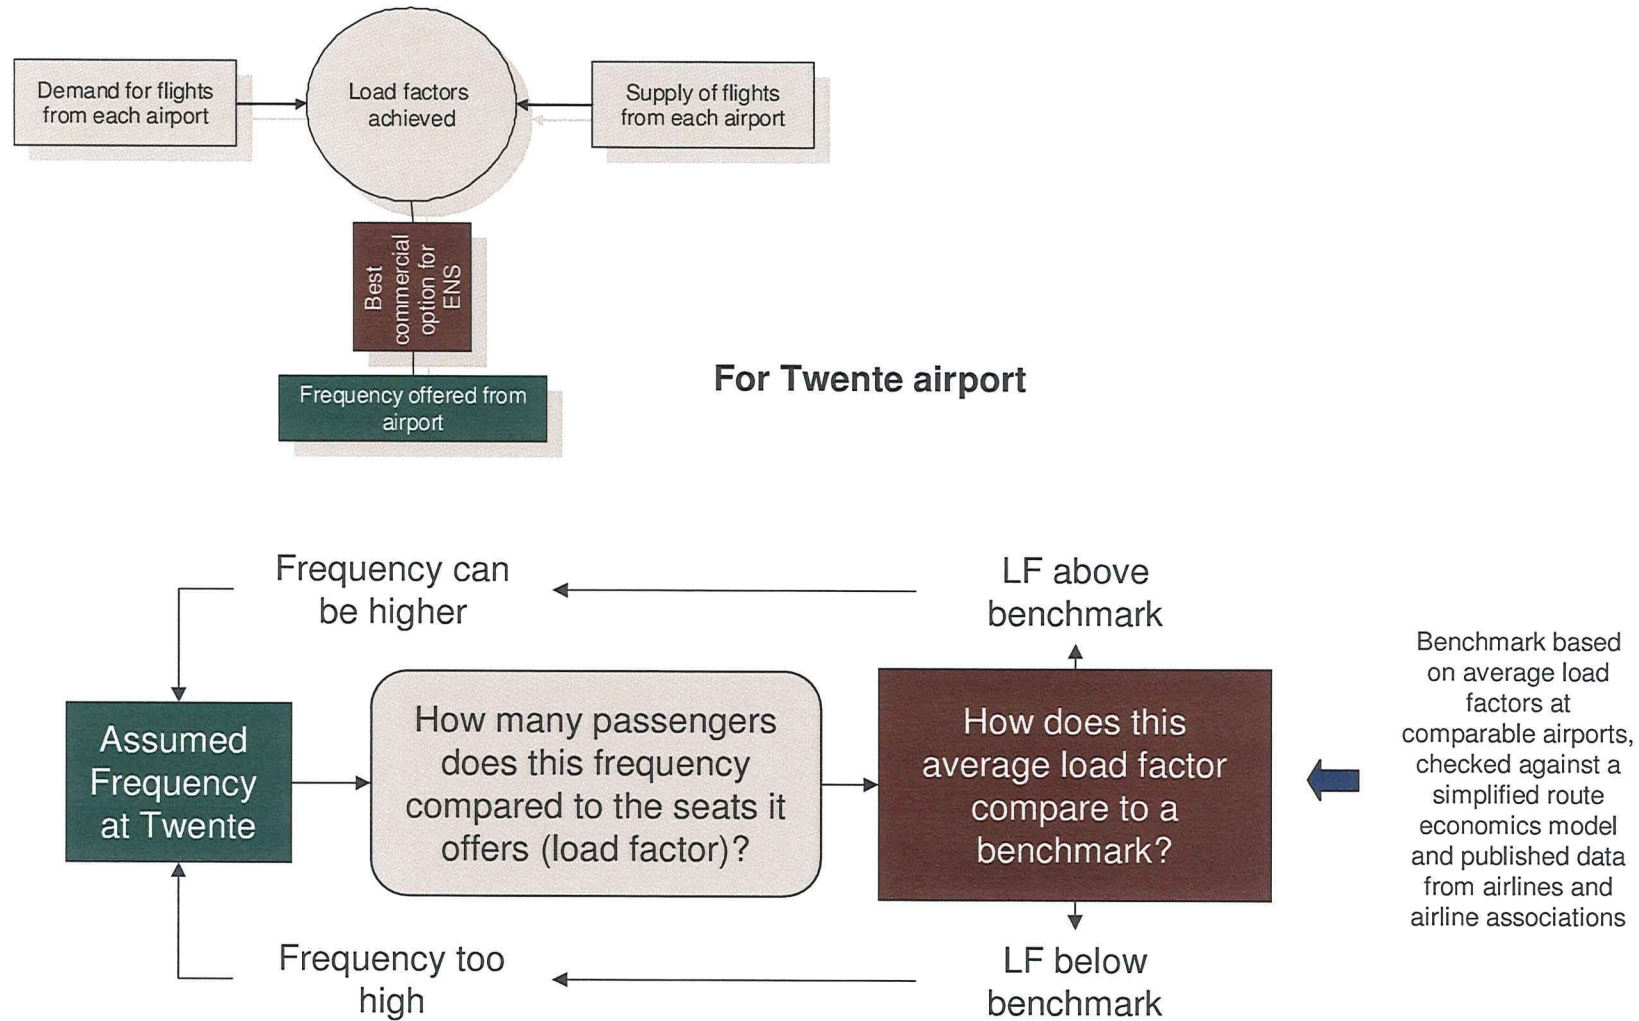 Demand for flights
from each airport
Load factors
achieved
Supply of flights
from each airport
Best
commercial
option for
ENS
Frequency offered from
airport
For Twente airport
Frequency can
be higher
LF above
benchmark
Assumed
Frequency
at Twente
How many passengers
does this frequency
compared to the seats it
offers (load factor)?
How does this
average load factor
compare to a
benchmark?
Benchmark based
on average load
factors at
comparable airports,
checked against a
simplified route
economics model
and published data
from airlines and
airline associations
Frequency too
high
LF below
benchmark